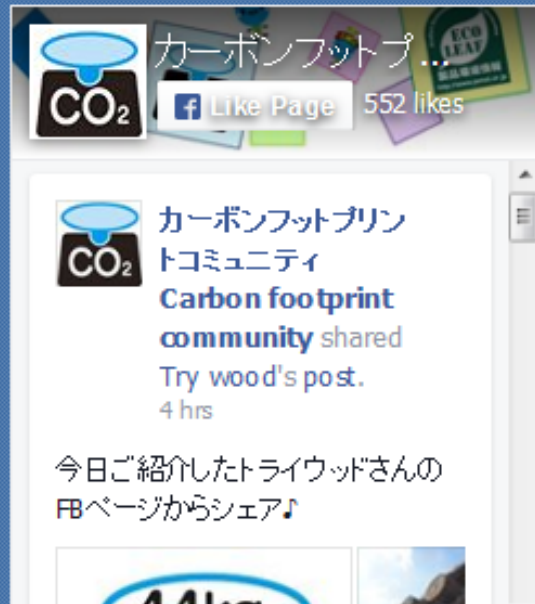 カーボンフットプ...
CO2
Like Page
552 likes
ECO
LEAF
カーボンフットプリン
トコミュニティ
CO2
Carbon footprint
community shared
Try wood's post.
4 hrs
今日ご紹介したトライウッドさんの
FBページからシェア♪